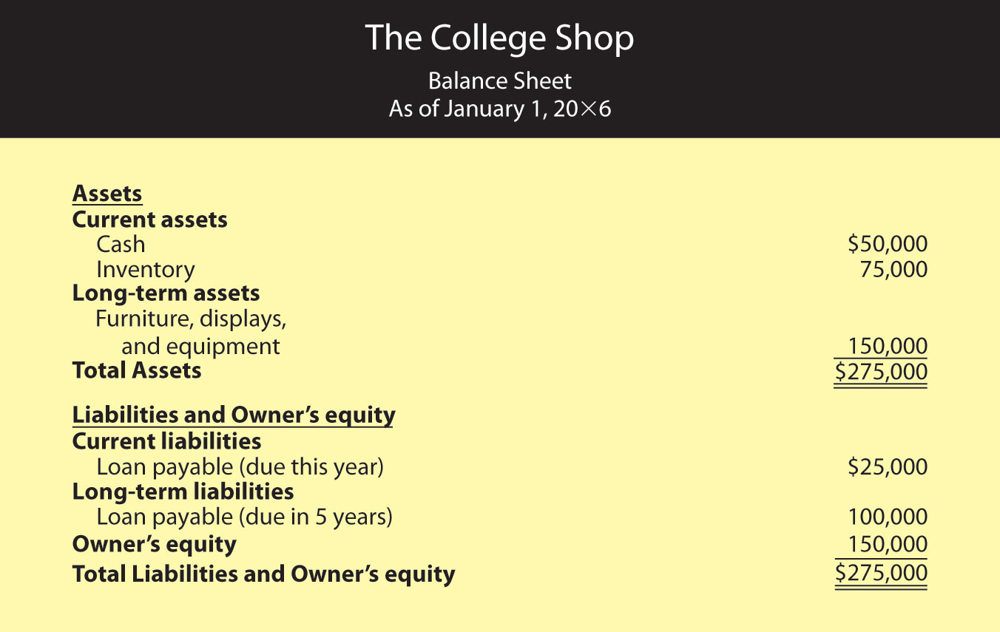 The College Shop
Balance Sheet
As of January 1, 20×6
Assets
Current assets
Cash $50,000
Inventory 75,000
Long-term assets
Furniture, displays,
and equipment 150,000
Total Assets $275,000
Liabilities and Owner’s equity
Current liabilities
Loan payable (due this year) $25,000
Long-term liabilities
Loan payable (due in 5 years) 100,000
Owner’s equity 150,000
Total Liabilities and Owner’s equity $275,000